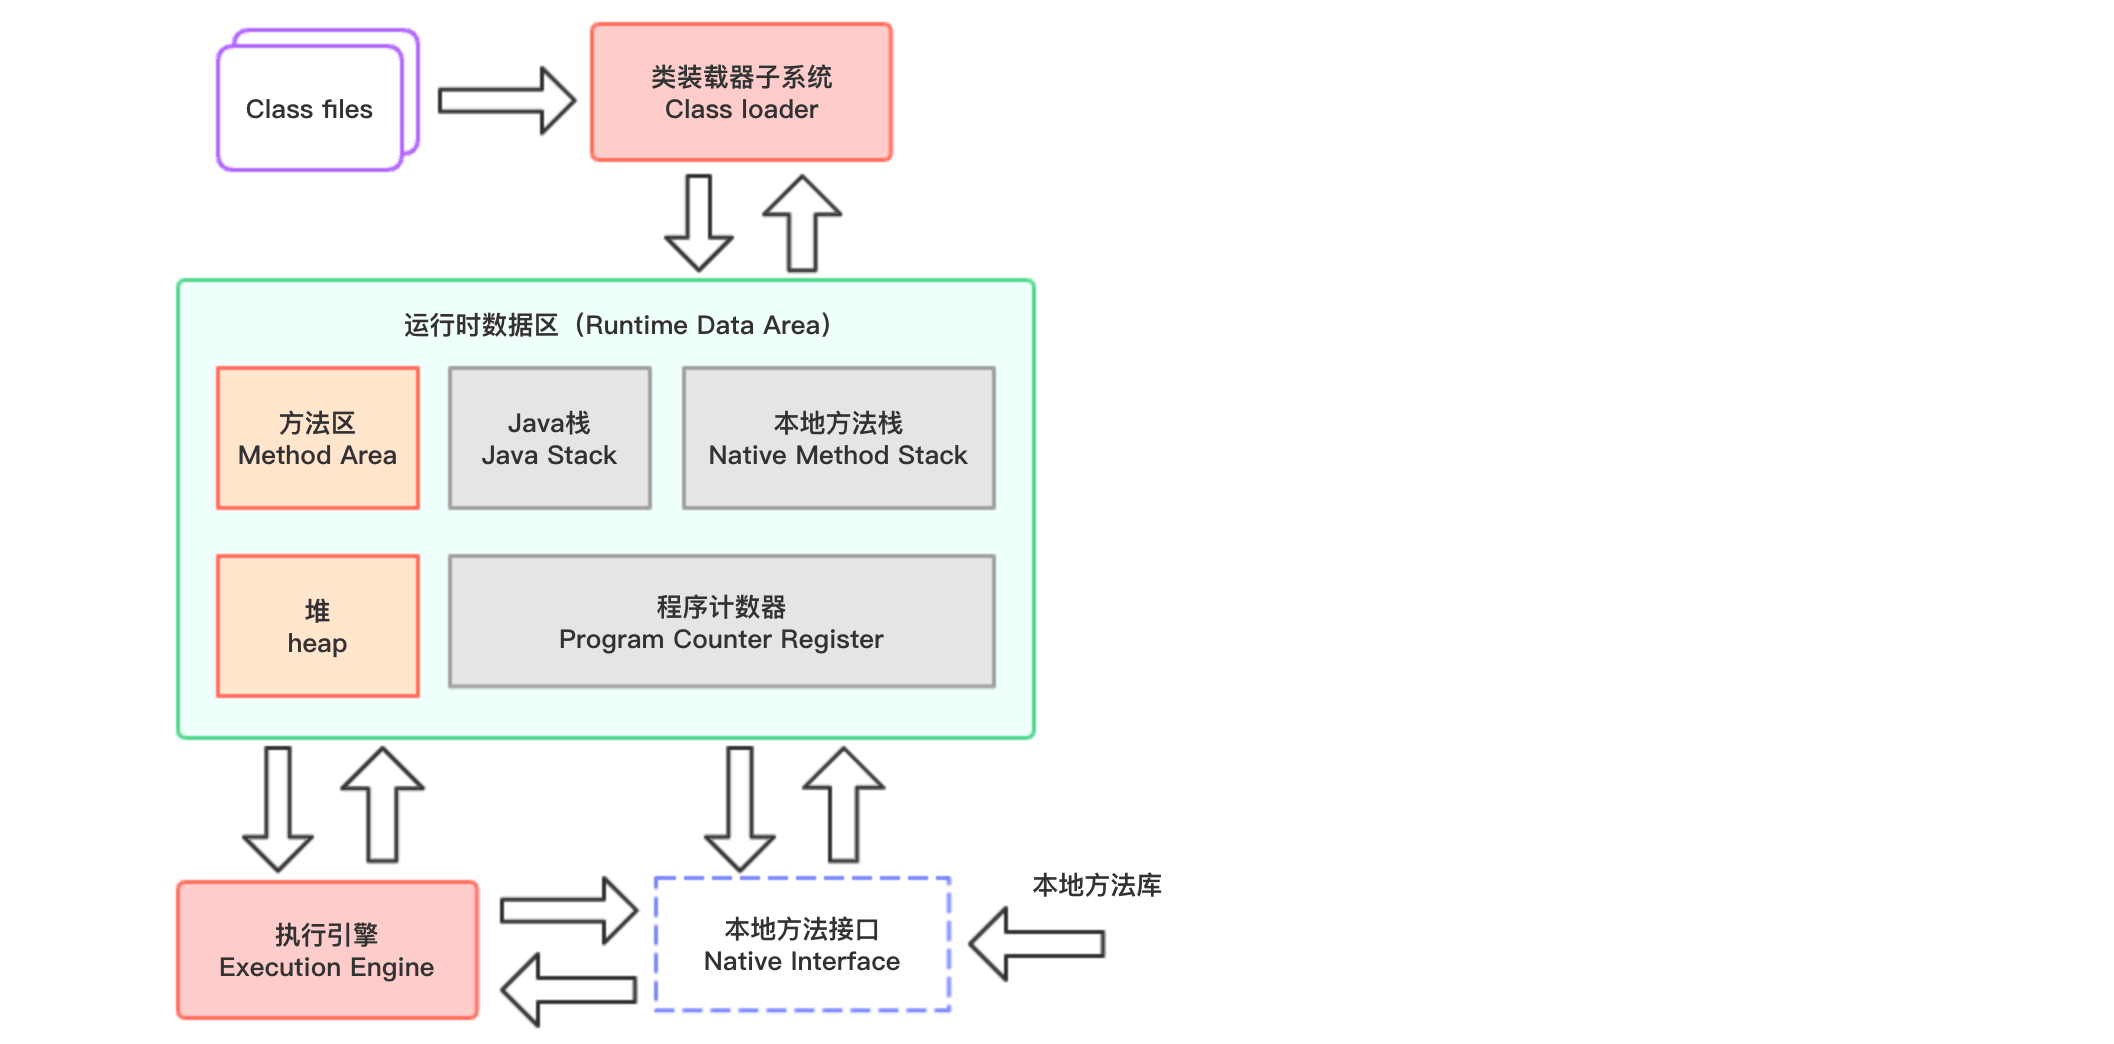 Class files
类装载器子系统
Class loader
运行时数据区（Runtime Data Area）
方法区
Method Area
Java栈
Java Stack
本地方法栈
Native Method Stack
堆
heap
程序计数器
Program Counter Register
执行引擎
Execution Engine
本地方法接口
Native Interface
本地方法库